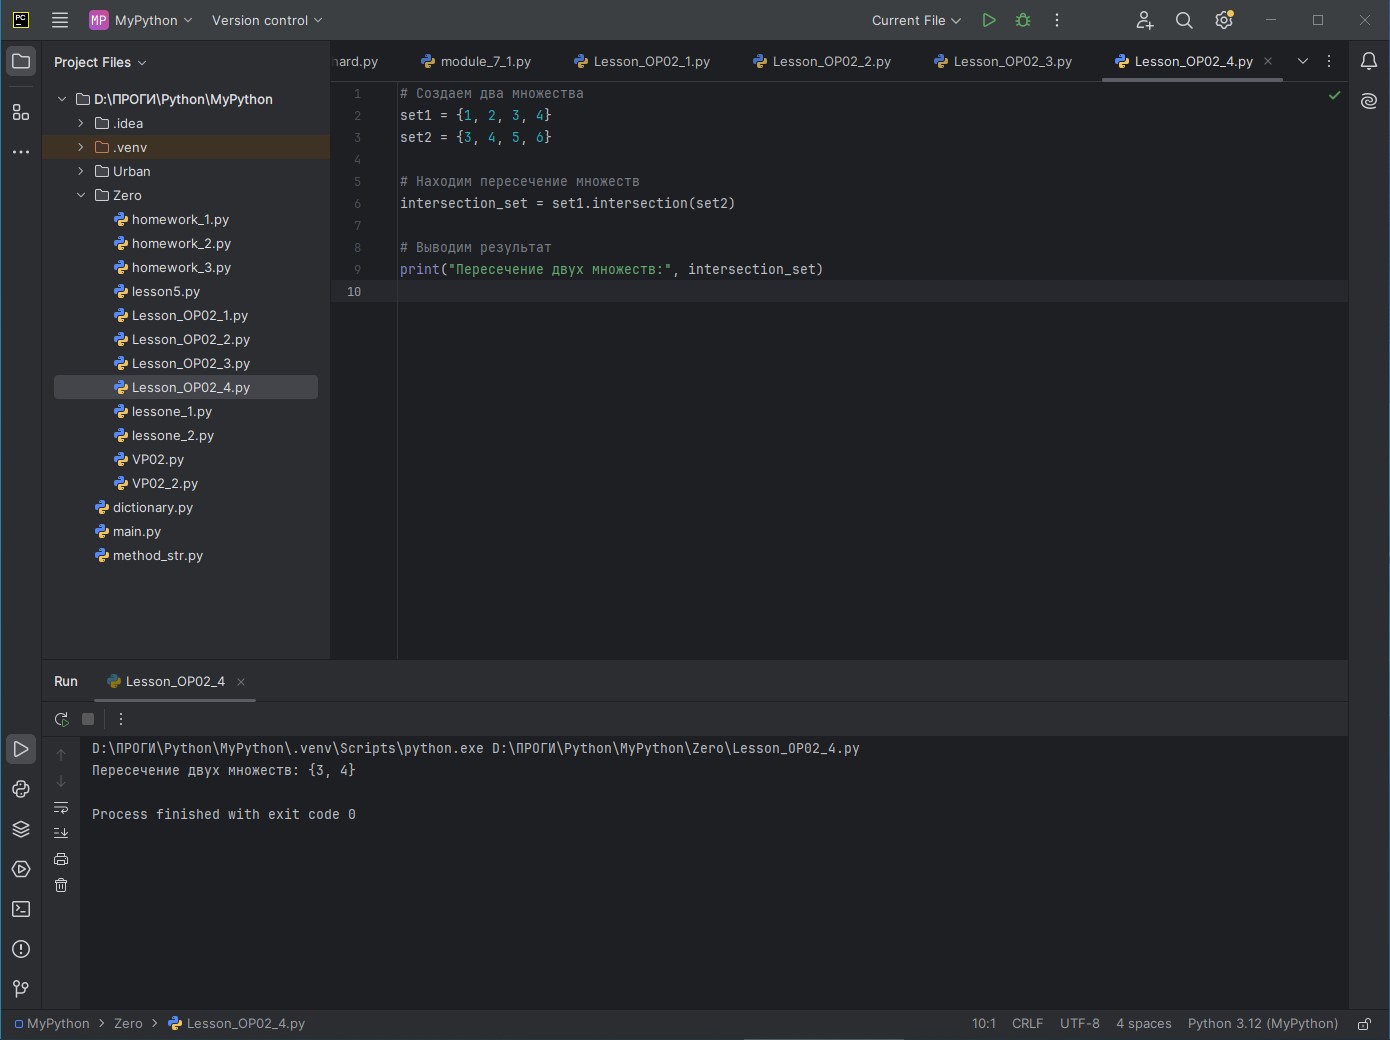 PC
MP MyPython Version control Current File
Project Files
D:\ПРОГИ\Python\MyPython
.idea
.venv
Urban
Zero
homework_1.py
homework_2.py
homework_3.py
lesson5.py
Lesson_OP02_1.py
Lesson_OP02_2.py
Lesson_OP02_3.py
Lesson_OP02_4.py
lessone_1.py
lessone_2.py
VP02.py
VP02_2.py
dictionary.py
main.py
method_str.py
hard.py module_7_1.py Lesson_OP02_1.py Lesson_OP02_2.py Lesson_OP02_3.py Lesson_OP02_4.py
1 # Создаем два множества
2 set1 = {1, 2, 3, 4}
3 set2 = {3, 4, 5, 6}
4
5 # Находим пересечение множеств
6 intersection_set = set1.intersection(set2)
7
8 # Выводим результат
9 print("Пересечение двух множеств:", intersection_set)
10
Run Lesson_OP02_4
D:\ПРОГИ\Python\MyPython\.venv\Scripts\python.exe D:\ПРОГИ\Python\MyPython\Zero\Lesson_OP02_4.py
Пересечение двух множеств: {3, 4}
Process finished with exit code 0
MyPython > Zero > Lesson_OP02_4.py 10:1 CRLF UTF-8 4 spaces Python 3.12 (MyPython)